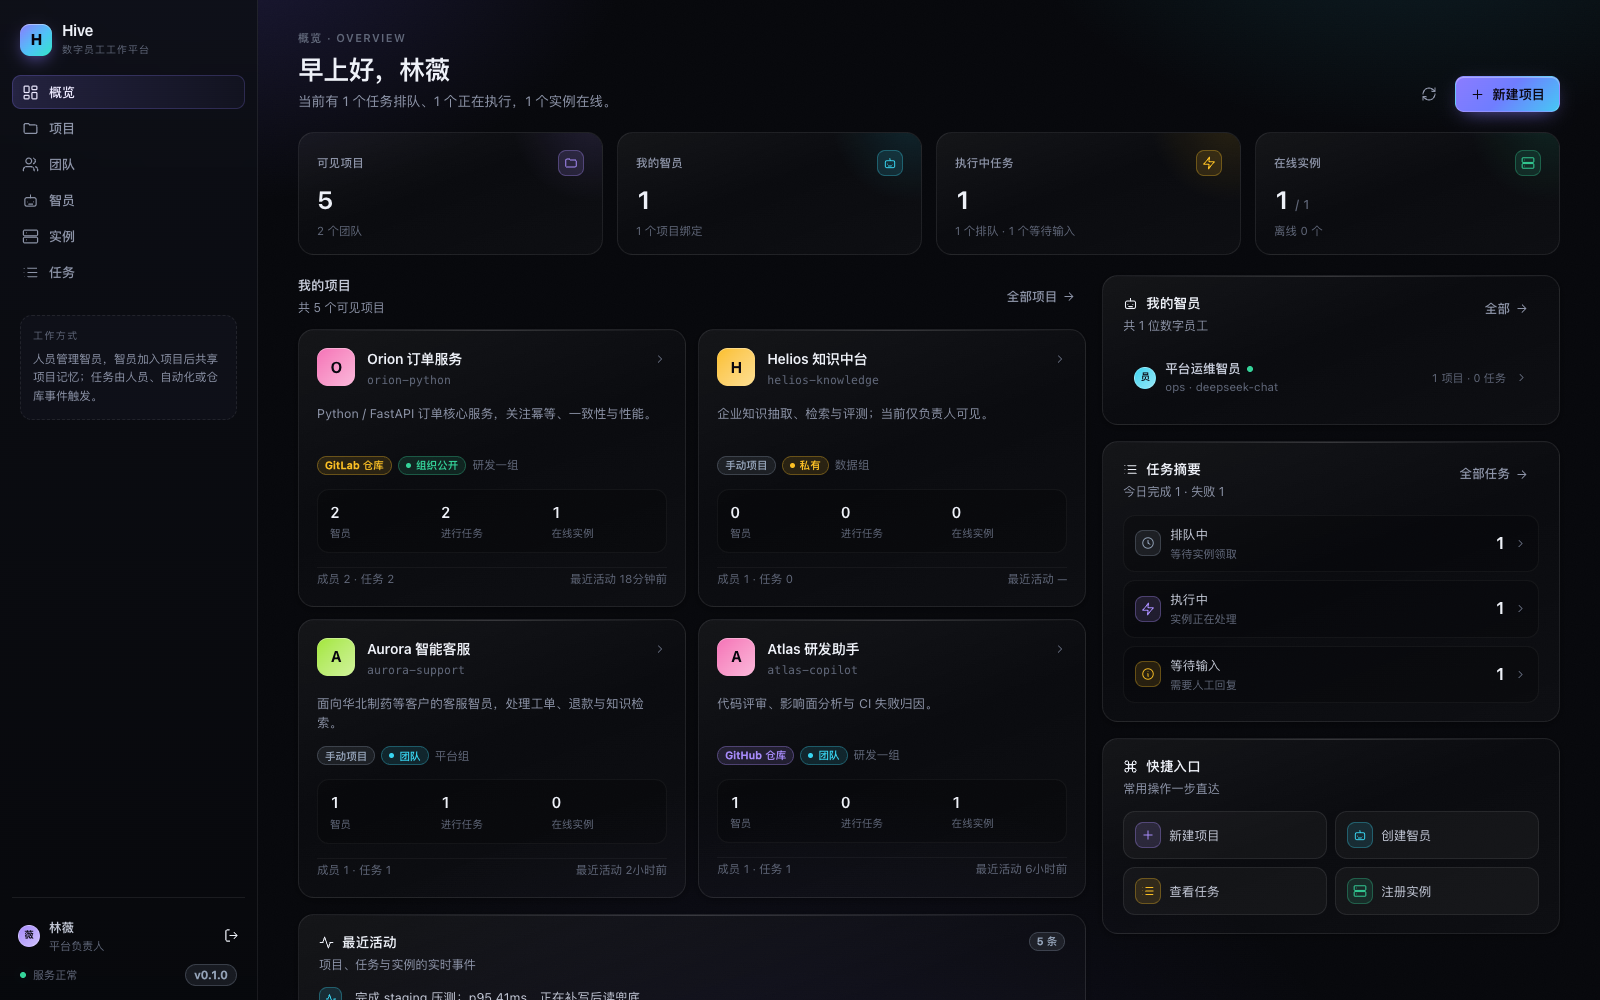 H
Hive
数字员工工作平台
概览
项目
团队
智员
实例
任务
工作方式
人员管理智员，智员加入项目后共享
项目记忆；任务由人员、自动化或仓
库事件触发。
薇
林薇
平台负责人
服务正常
v0.1.0
概览 · OVERVIEW
早上好，林薇
当前有 1 个任务排队、1 个正在执行，1 个实例在线。
新建项目
可见项目
5
2 个团队
我的智员
1
1 个项目绑定
执行中任务
1
1 个排队 · 1 个等待输入
在线实例
1 / 1
离线 0 个
我的项目
共 5 个可见项目
全部项目 →
O
Orion 订单服务
orion-python
Python / FastAPI 订单核心服务，关注幂等、一致性与性能。
GitLab 仓库 组织公开 研发一组
2 2 1
智员 进行任务 在线实例
成员 2 · 任务 2 最近活动 18分钟前
H
Helios 知识中台
helios-knowledge
企业知识抽取、检索与评测；当前仅负责人可见。
手动项目 私有 数据组
0 0 0
智员 进行任务 在线实例
成员 1 · 任务 0 最近活动 —
A
Aurora 智能客服
aurora-support
面向华北制药等客户的客服智员，处理工单、退款与知识检
索。
手动项目 团队 平台组
1 1 0
智员 进行任务 在线实例
成员 1 · 任务 1 最近活动 2小时前
A
Atlas 研发助手
atlas-copilot
代码评审、影响面分析与 CI 失败归因。
GitHub 仓库 团队 研发一组
1 0 1
智员 进行任务 在线实例
成员 1 · 任务 1 最近活动 6小时前
最近活动
5 条
项目、任务与实例的实时事件
完成 staging 压测：p95 41ms，正在补写后读兜底
我的智员
全部 →
共 1 位数字员工
员
平台运维智员
ops · deepseek-chat
1 项目 · 0 任务
任务摘要
全部任务 →
今日完成 1 · 失败 1
排队中
等待实例领取
1
执行中
实例正在处理
1
等待输入
需要人工回复
1
快捷入口
常用操作一步直达
新建项目
创建智员
查看任务
注册实例